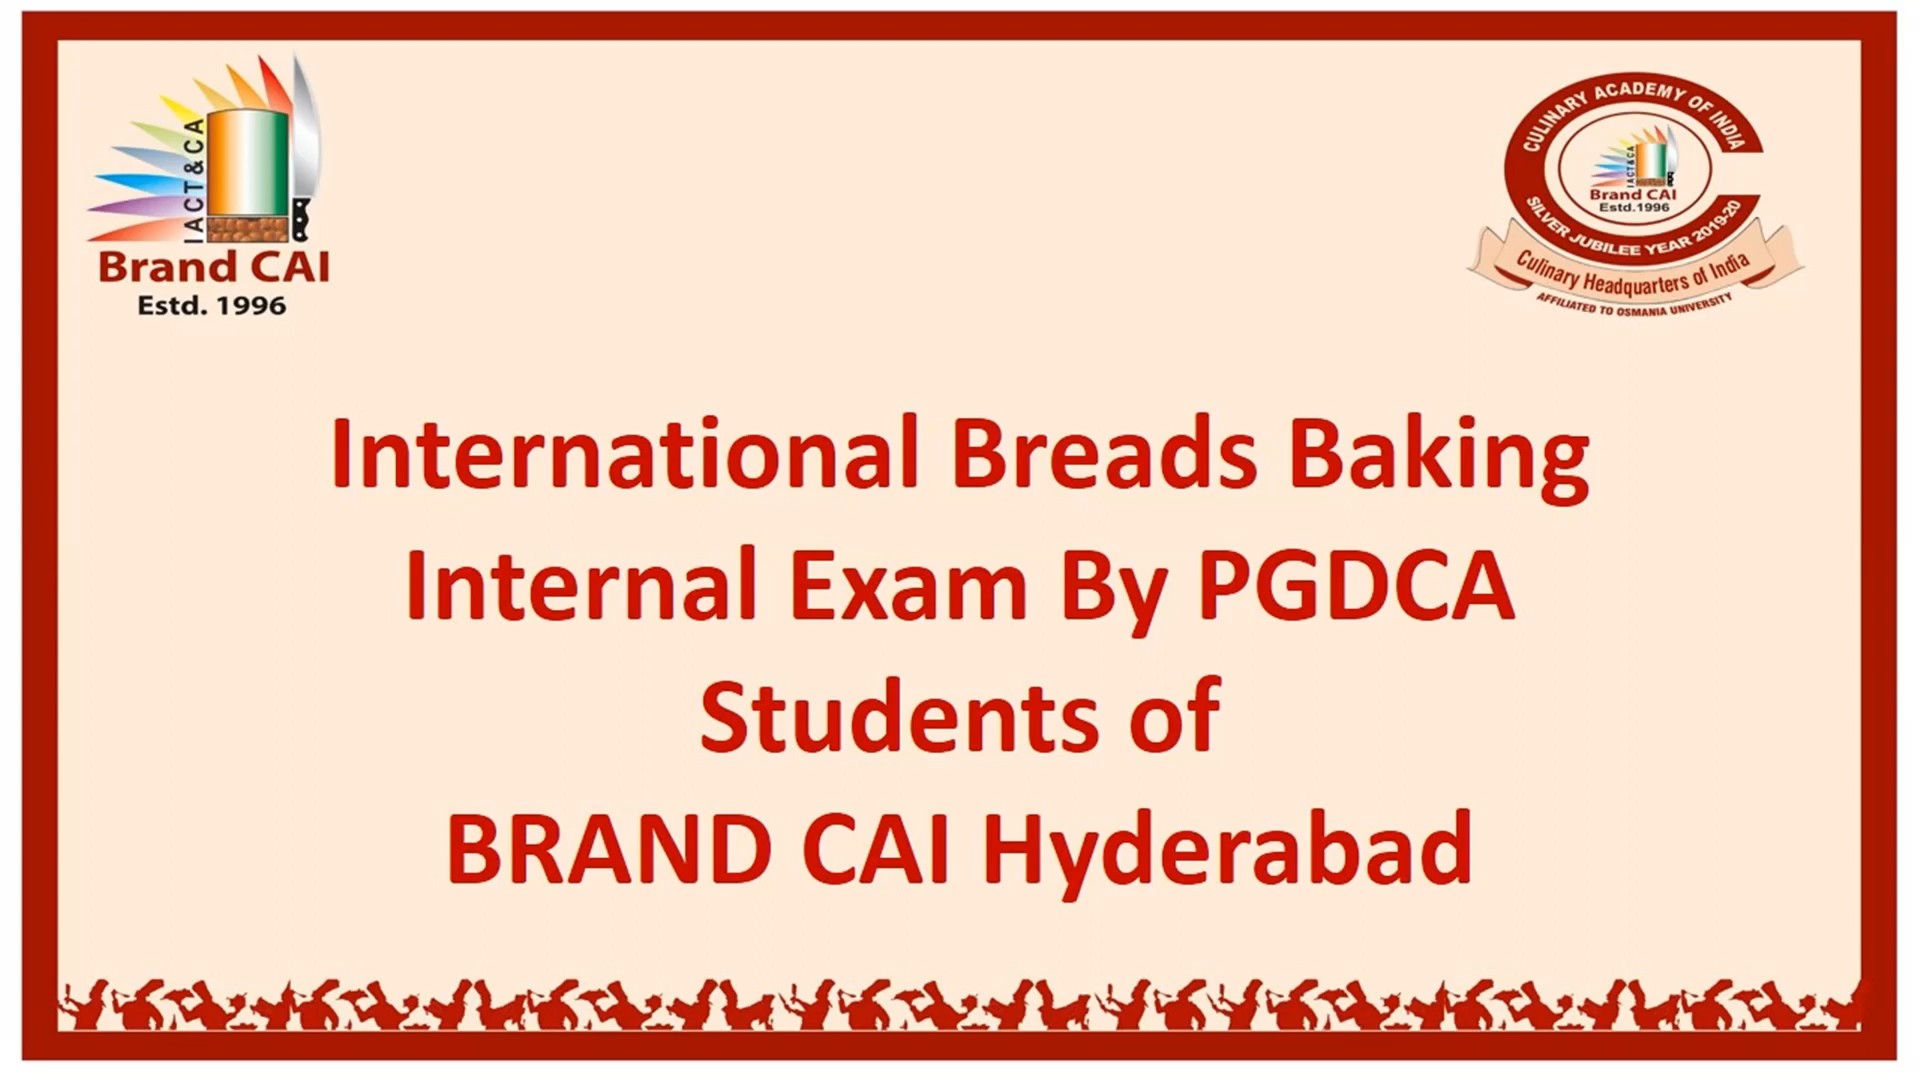 IACT&CA
Brand CAI
Estd. 1996
CULINARY ACADEMY OF INDIA
IACT&CA
Brand CAI
Estd.1996
SILVER JUBILEE YEAR 2019-20
Culinary Headquarters of India
AFFILIATED TO OSMANIA UNIVERSITY
International Breads Baking
Internal Exam By PGDCA
Students of
BRAND CAI Hyderabad